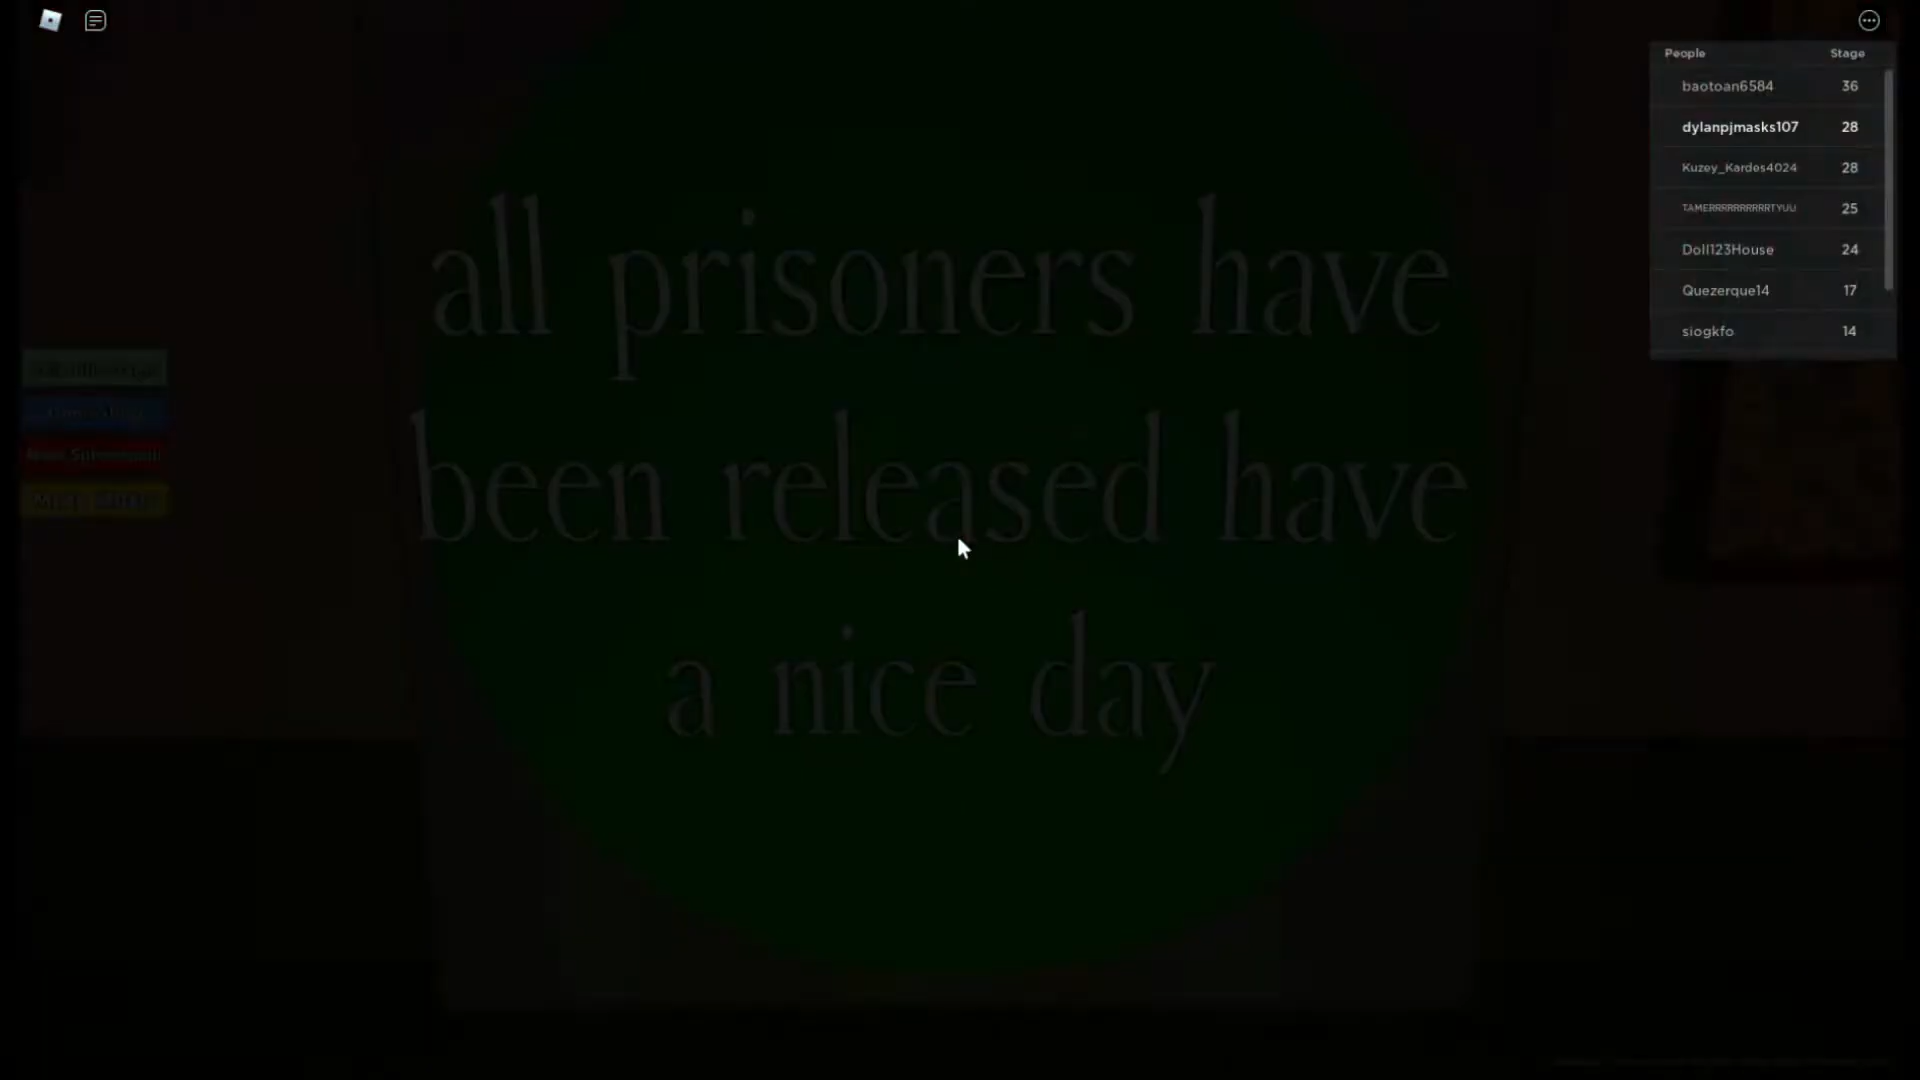 People Stage
baotoan6584 36
dylanpjmasks107 28
Kuzey_Kardes4024 28
TAMERRRRRRRRRRTYUU 25
Doll123House 24
Quezerque14 17
siogkfo 14
all prisoners have
been released have
a nice day